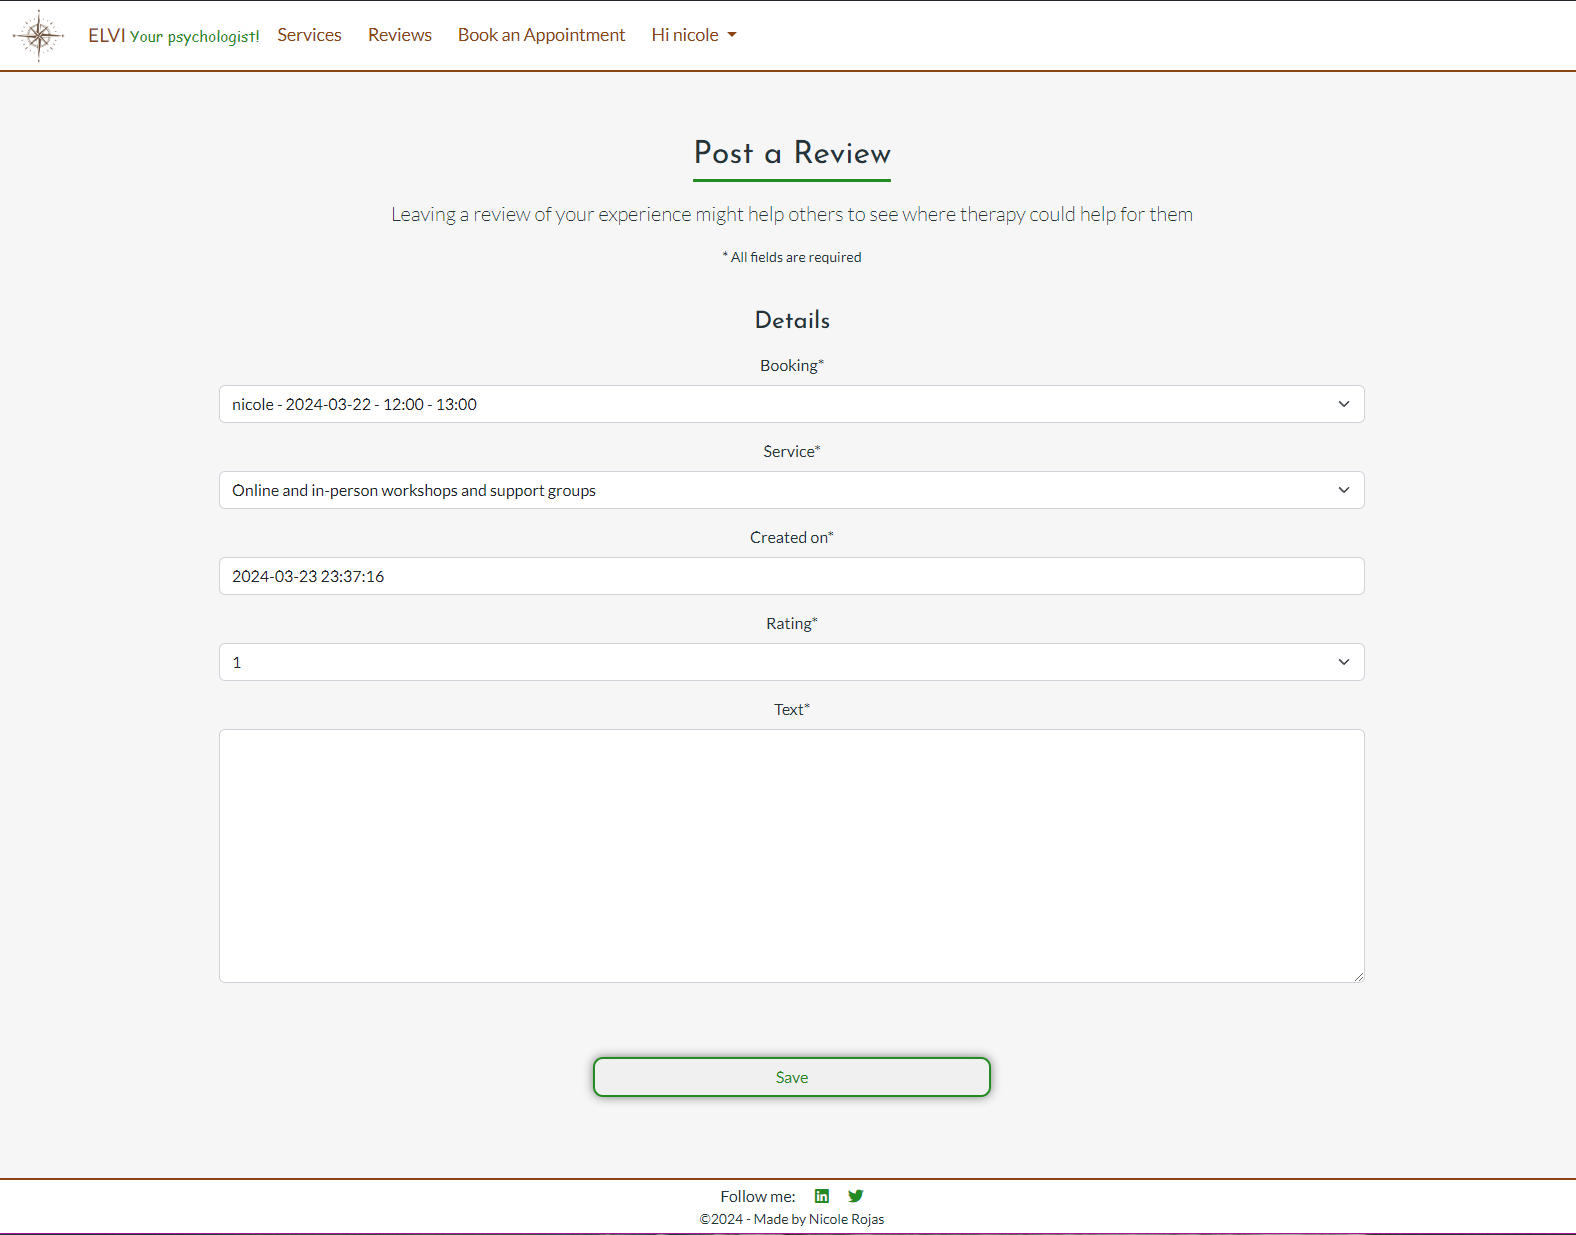 ELVI Your psychologist! Services Reviews Book an Appointment Hi nicole
Post a Review
Leaving a review of your experience might help others to see where therapy could help for them
* All fields are required
Details
Booking*
nicole - 2024-03-22 - 12:00 - 13:00
Service*
Online and in-person workshops and support groups
Created on*
2024-03-23 23:37:16
Rating*
1
Text*
Save
Follow me:
©2024 - Made by Nicole Rojas